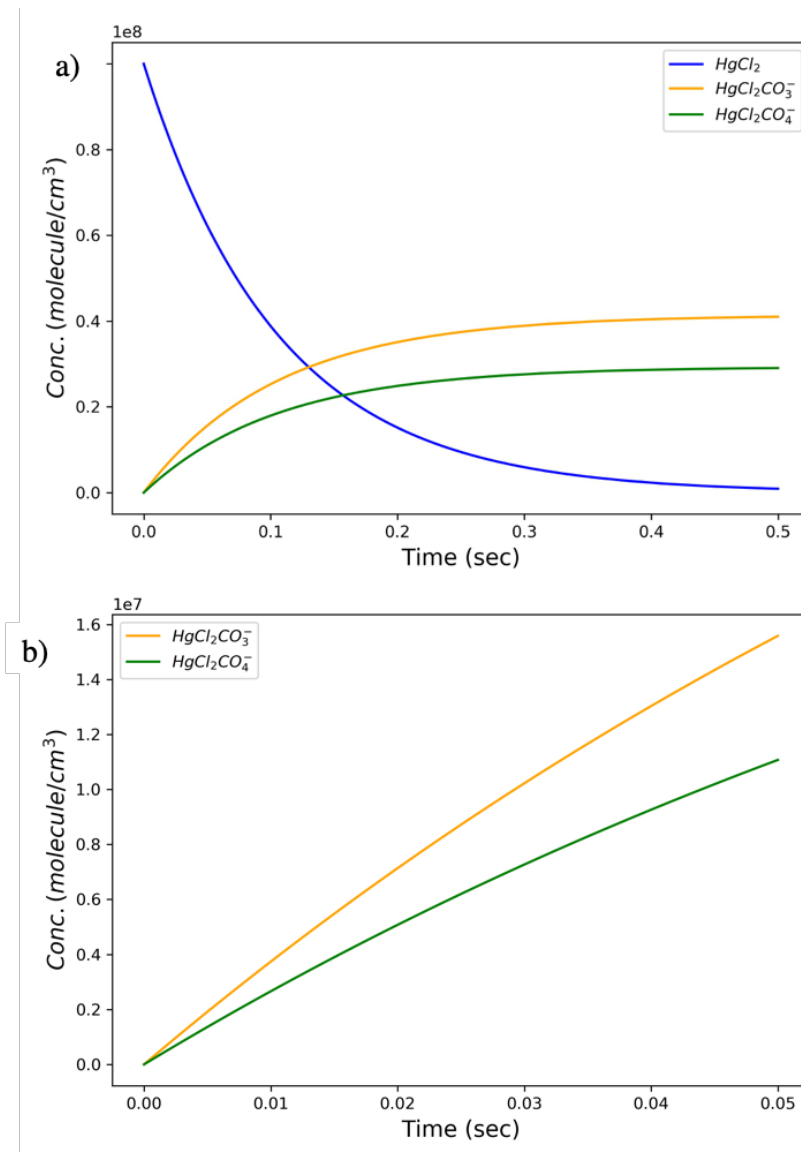 a)
1e8
HgCl₂
HgCl₂CO₃⁻
HgCl₂CO₄⁻
Conc. (molecule/cm³)
0.8
0.6
0.4
0.2
0.0
0.0 0.1 0.2 0.3 0.4 0.5
Time (sec)
b)
1e7
HgCl₂CO₃⁻
HgCl₂CO₄⁻
Conc. (molecule/cm³)
1.6
1.4
1.2
1.0
0.8
0.6
0.4
0.2
0.0
0.00 0.01 0.02 0.03 0.04 0.05
Time (sec)